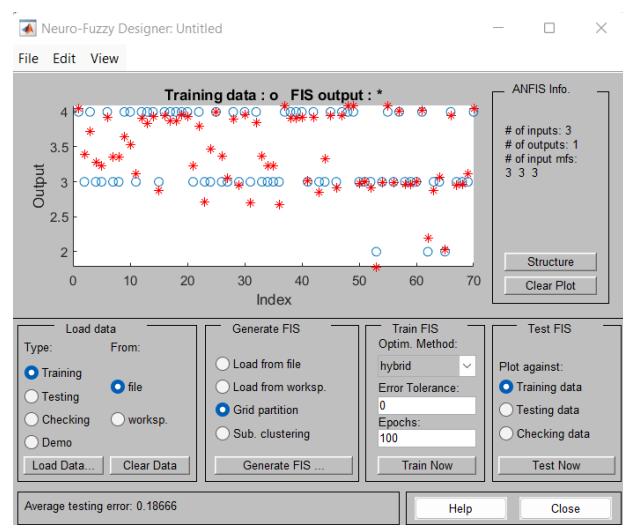 Neuro-Fuzzy Designer: Untitled
File Edit View
Training data : o FIS output : *
4
3.5
3
2.5
2
Output
0 10 20 30 40 50 60 70
Index
ANFIS Info.
# of inputs: 3
# of outputs: 1
# of input mfs:
3 3 3
Structure
Clear Plot
Load data
Type: From:
Training
Testing
Checking
Demo
file
worksp.
Load Data... Clear Data
Generate FIS
Load from file
Load from worksp.
Grid partition
Sub. clustering
Generate FIS ...
Train FIS
Optim. Method:
hybrid
Error Tolerance:
0
Epochs:
100
Train Now
Test FIS
Plot against:
Training data
Testing data
Checking data
Test Now
Average testing error: 0.18666
Help Close